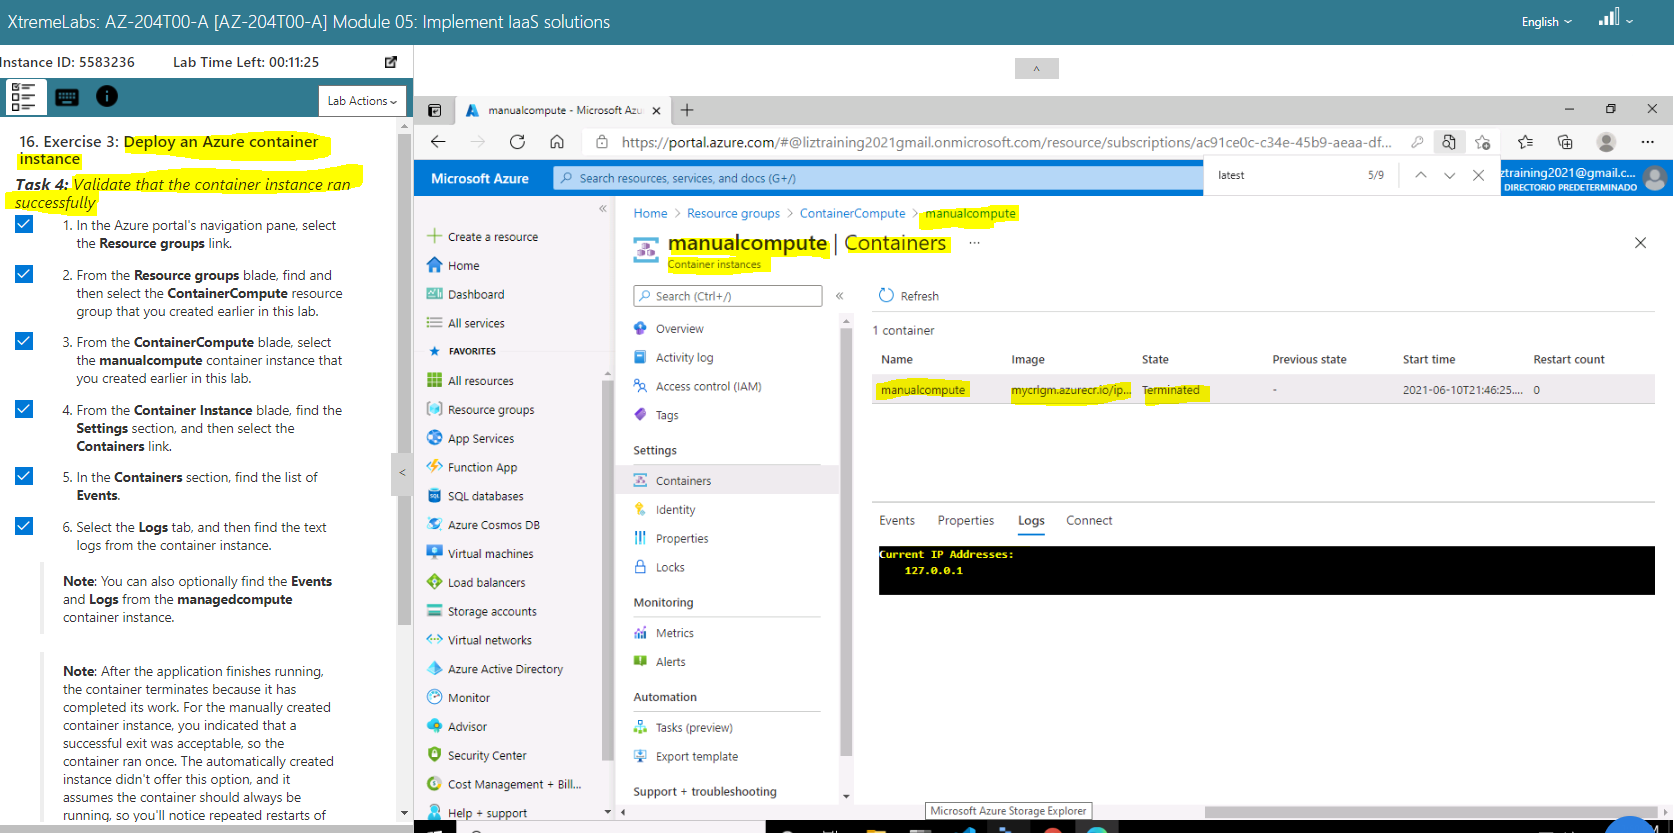 XtremeLabs: AZ-204T00-A [AZ-204T00-A] Module 05: Implement IaaS solutions
English
Instance ID: 5583236
Lab Time Left: 00:11:25
Lab Actions
16. Exercise 3: Deploy an Azure container
instance
Task 4: Validate that the container instance ran
successfully
1. In the Azure portal's navigation pane, select
the Resource groups link.
2. From the Resource groups blade, find and
then select the ContainerCompute resource
group that you created earlier in this lab.
3. From the ContainerCompute blade, select
the manualcompute container instance that
you created earlier in this lab.
4. From the Container Instance blade, find the
Settings section, and then select the
Containers link.
5. In the Containers section, find the list of
Events.
6. Select the Logs tab, and then find the text
logs from the container instance.
Note: You can also optionally find the Events
and Logs from the managedcompute
container instance.
Note: After the application finishes running,
the container terminates because it has
completed its work. For the manually created
container instance, you indicated that a
successful exit was acceptable, so the
container ran once. The automatically created
instance didn't offer this option, and it
assumes the container should always be
running, so you'll notice repeated restarts of
manualcompute - Microsoft Azu
https://portal.azure.com/#@liztraining2021gmail.onmicrosoft.com/resource/subscriptions/ac91ce0c-c34e-45b9-aeaa-df...
Microsoft Azure
Search resources, services, and docs (G+/)
latest
5/9
ztraining2021@gmail.c...
DIRECTORIO PREDETERMINADO
Create a resource
Home
Dashboard
All services
FAVORITES
All resources
Resource groups
App Services
Function App
SQL databases
Azure Cosmos DB
Virtual machines
Load balancers
Storage accounts
Virtual networks
Azure Active Directory
Monitor
Advisor
Security Center
Cost Management + Bill...
Help + support
Home > Resource groups > ContainerCompute > manualcompute
manualcompute | Containers ...
Container instances
Search (Ctrl+/)
Overview
Activity log
Access control (IAM)
Tags
Settings
Containers
Identity
Properties
Locks
Monitoring
Metrics
Alerts
Automation
Tasks (preview)
Export template
Support + troubleshooting
Refresh
1 container
Name Image State Previous state Start time Restart count
manualcompute mycrlgm.azurecr.io/ip... Terminated - 2021-06-10T21:46:25.... 0
Events Properties Logs Connect
Current IP Addresses:
127.0.0.1
Microsoft Azure Storage Explorer